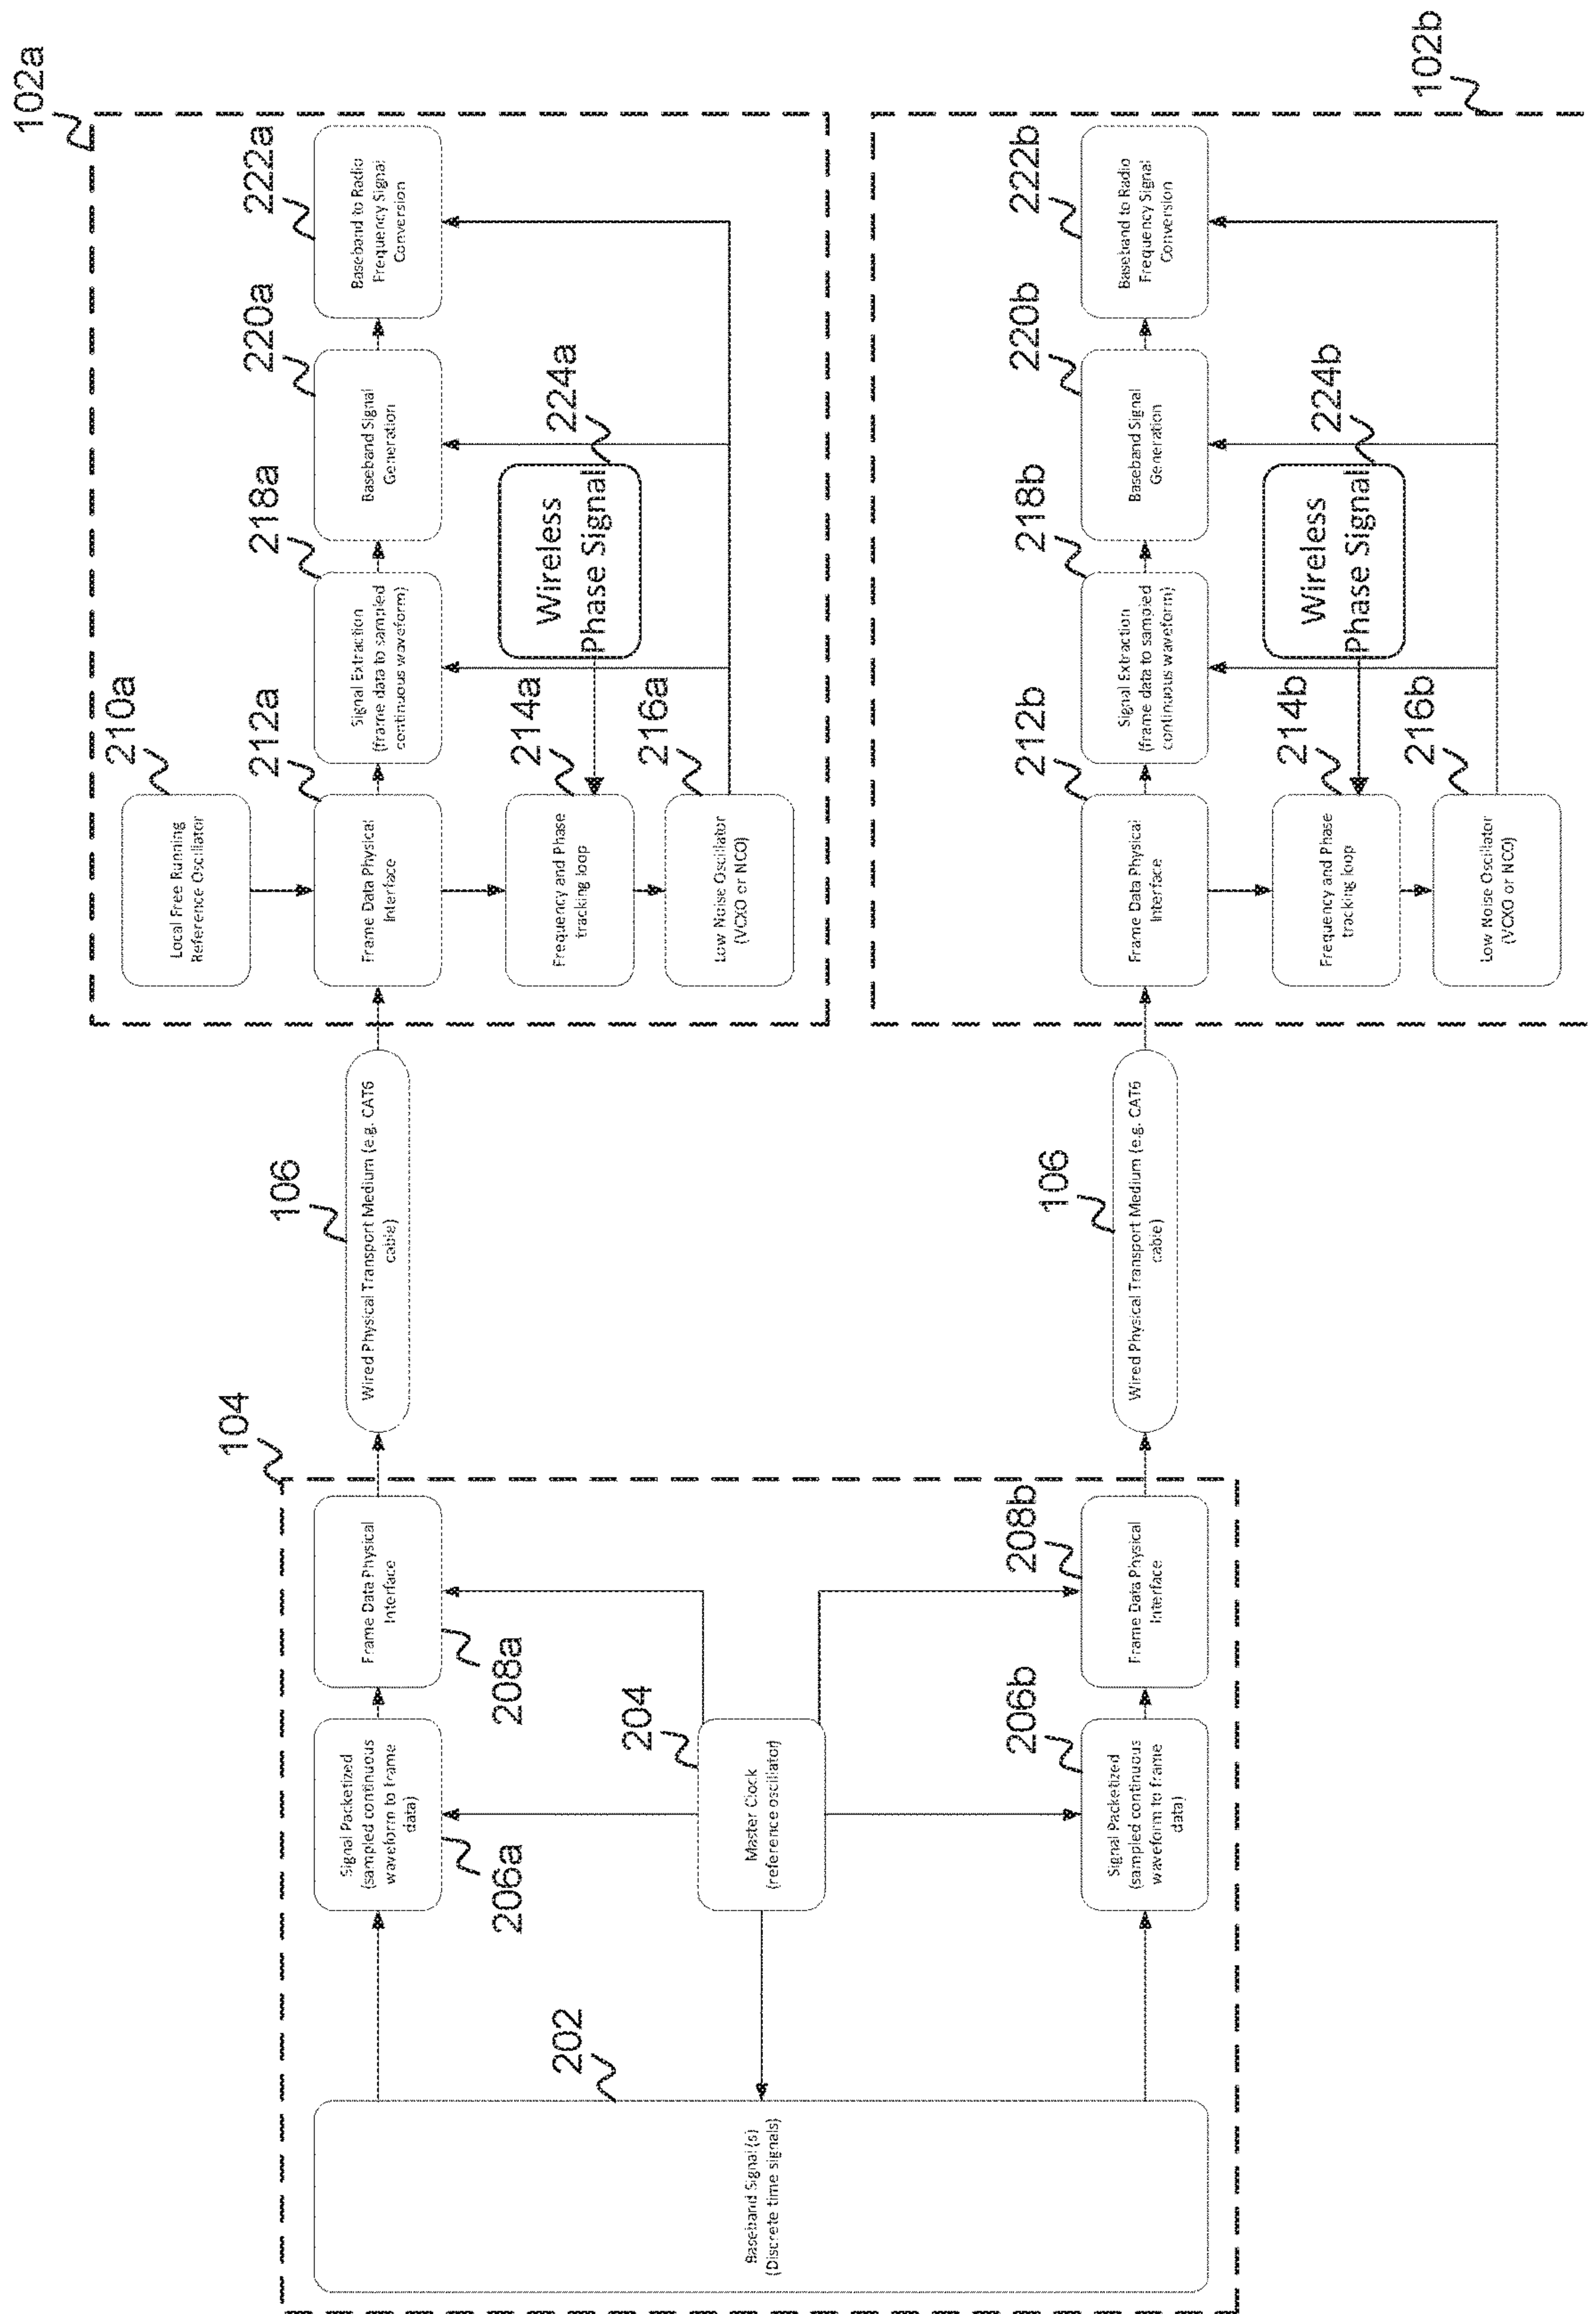 102a
222a
Baseband to Radio
Frequency Signal
Conversion
220a
Baseband Signal
Generation
224a
Wireless
Phase Signal
218a
Signal Extraction
(frame data to sampled
continuous waveform)
210a
Local Free Running
Reference Oscillator
212a
Frame Data Physical
Interface
214a
Frequency and Phase
tracking loop
216a
Low Noise Oscillator
(VCXO or NCO)
102b
222b
Baseband to Radio
Frequency Signal
Conversion
220b
Baseband Signal
Generation
224b
Wireless
Phase Signal
218b
Signal Extraction
(frame data to sampled
continuous waveform)
212b
Frame Data Physical
Interface
214b
Frequency and Phase
tracking loop
216b
Low Noise Oscillator
(VCXO or NCO)
106
Wired Physical Transport Medium (e.g. CAT6
cable)
106
Wired Physical Transport Medium (e.g. CAT6
cable)
104
Frame Data Physical
Interface
208a
Signal Packetized
(sampled continuous
waveform to frame
data)
206a
204
Master Clock
(reference oscillator)
208b
Frame Data Physical
Interface
206b
Signal Packetized
(sampled continuous
waveform to frame
data)
202
Baseband Signal(s)
(Discrete time signals)